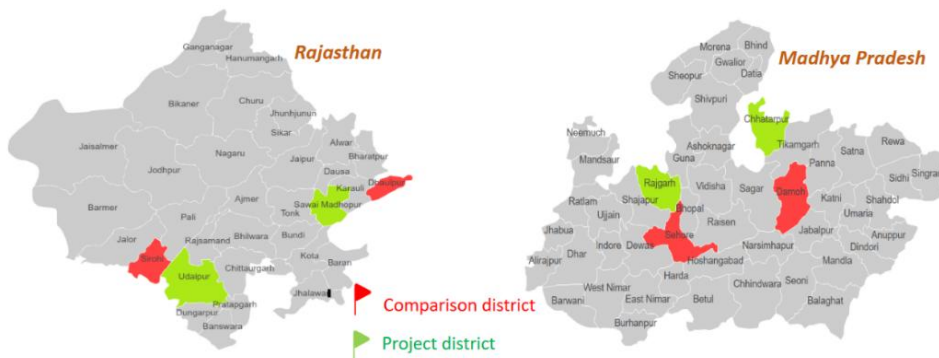 Rajasthan
Ganganagar
Hanumangarh
Bikaner
Churu
Jhunjhunun
Sikar
Alwar
Jaisalmer
Nagaru
Jaipur
Bharatpur
Dausa
Jodhpur
Karauli
Dhaulpur
Ajmer
Sawai Madhopur
Tonk
Barmer
Pali
Bhilwara
Bundi
Jalor
Rajsamand
Kota
Udaipur
Chittaurgarh
Baran
Jhalawa
Pratapgarh
Dungarpur
Banswara
Comparison district
Project district
Madhya Pradesh
Morena
Bhind
Gwalior
Sheopur
Datia
Shivpuri
Chhatarpur
Neemuch
Tikamgarh
Rewa
Ashoknagar
Satna
Mandsaur
Guna
Panna
Sidhi
Singrau
Rajgarh
Vidisha
Sagar
Damoh
Katni
Shahdol
Ratlam
Shajapur
Bhopal
Umaria
Ujjain
Raisen
Jabalpur
Anuppur
Jhabua
Indore
Dewas
Sehore
Narsimhapur
Dindori
Alirajpur
Dhar
Hoshangabad
Mandla
Harda
Seoni
West Nimar
Chhindwara
Barwani
East Nimar
Betul
Balaghat
Burhanpur